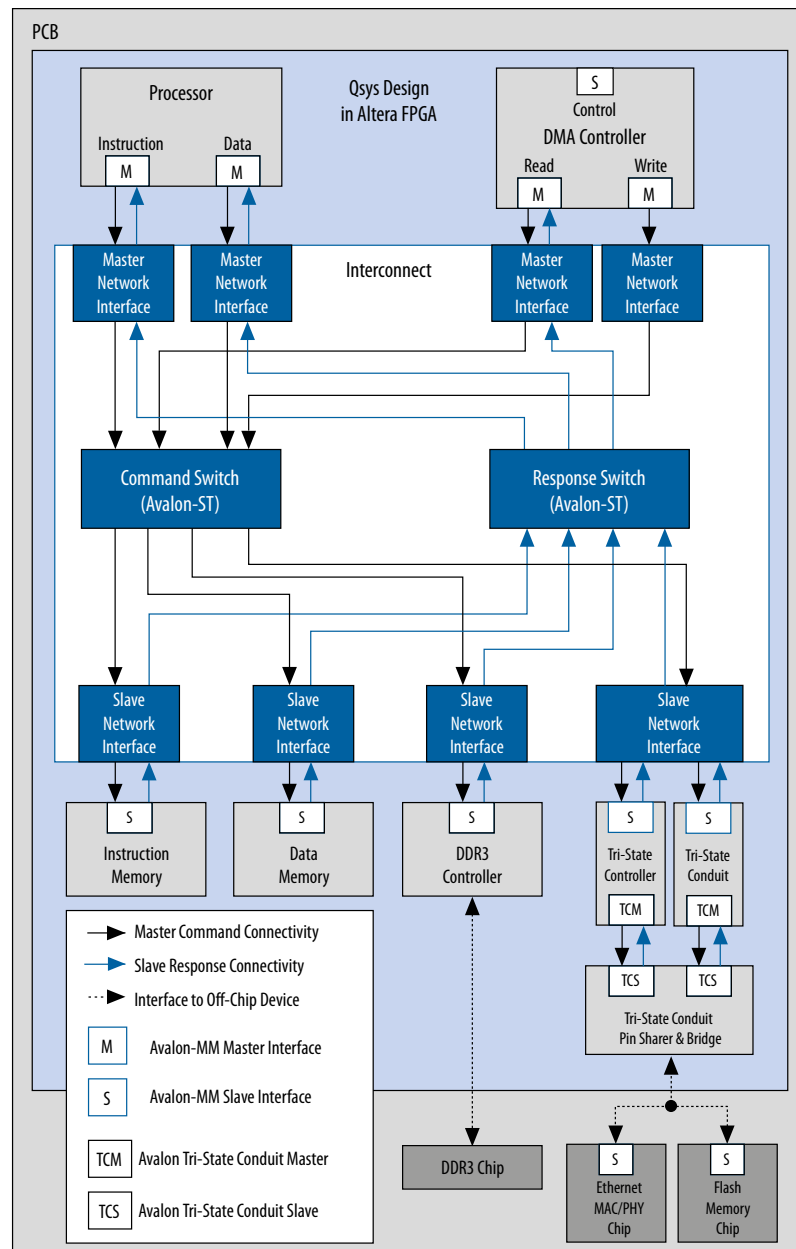 PCB
Qsys Design
in Altera FPGA
Processor
Instruction
Data
M
M
S
Control
DMA Controller
Read
Write
M
M
Interconnect
Master
Network
Interface
Master
Network
Interface
Master
Network
Interface
Master
Network
Interface
Command Switch
(Avalon-ST)
Response Switch
(Avalon-ST)
Slave
Network
Interface
Slave
Network
Interface
Slave
Network
Interface
Slave
Network
Interface
S
Instruction
Memory
S
Data
Memory
S
DDR3
Controller
S
Tri-State
Controller
TCM
S
Tri-State
Conduit
TCM
TCS
TCS
Tri-State Conduit
Pin Sharer & Bridge
Master Command Connectivity
Slave Response Connectivity
Interface to Off-Chip Device
M
Avalon-MM Master Interface
S
Avalon-MM Slave Interface
TCM
Avalon Tri-State Conduit Master
TCS
Avalon Tri-State Conduit Slave
DDR3 Chip
S
Ethernet
MAC/PHY
Chip
S
Flash
Memory
Chip